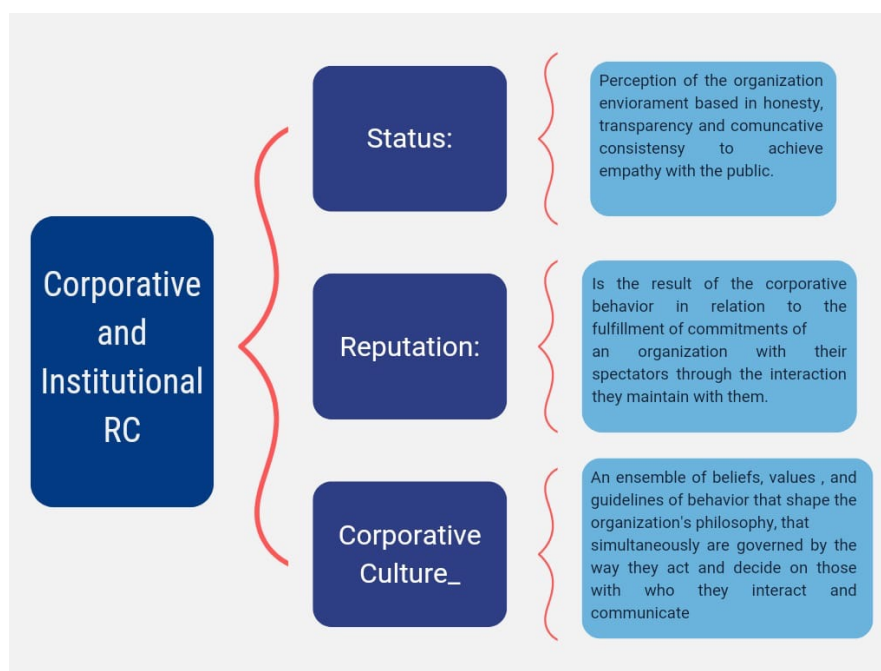 Corporative
and
Institutional
RC
Status:
Perception of the organization
enviorament based in honesty,
transparency and comuncative
consistensy to achieve
empathy with the public.
Reputation:
Is the result of the corporative
behavior in relation to the
fulfillment of commitments of
an organization with their
spectators through the interaction
they maintain with them.
Corporative
Culture_
An ensemble of beliefs, values , and
guidelines of behavior that shape the
organization's philosophy, that
simultaneously are governed by the
way they act and decide on those
with who they interact and
communicate